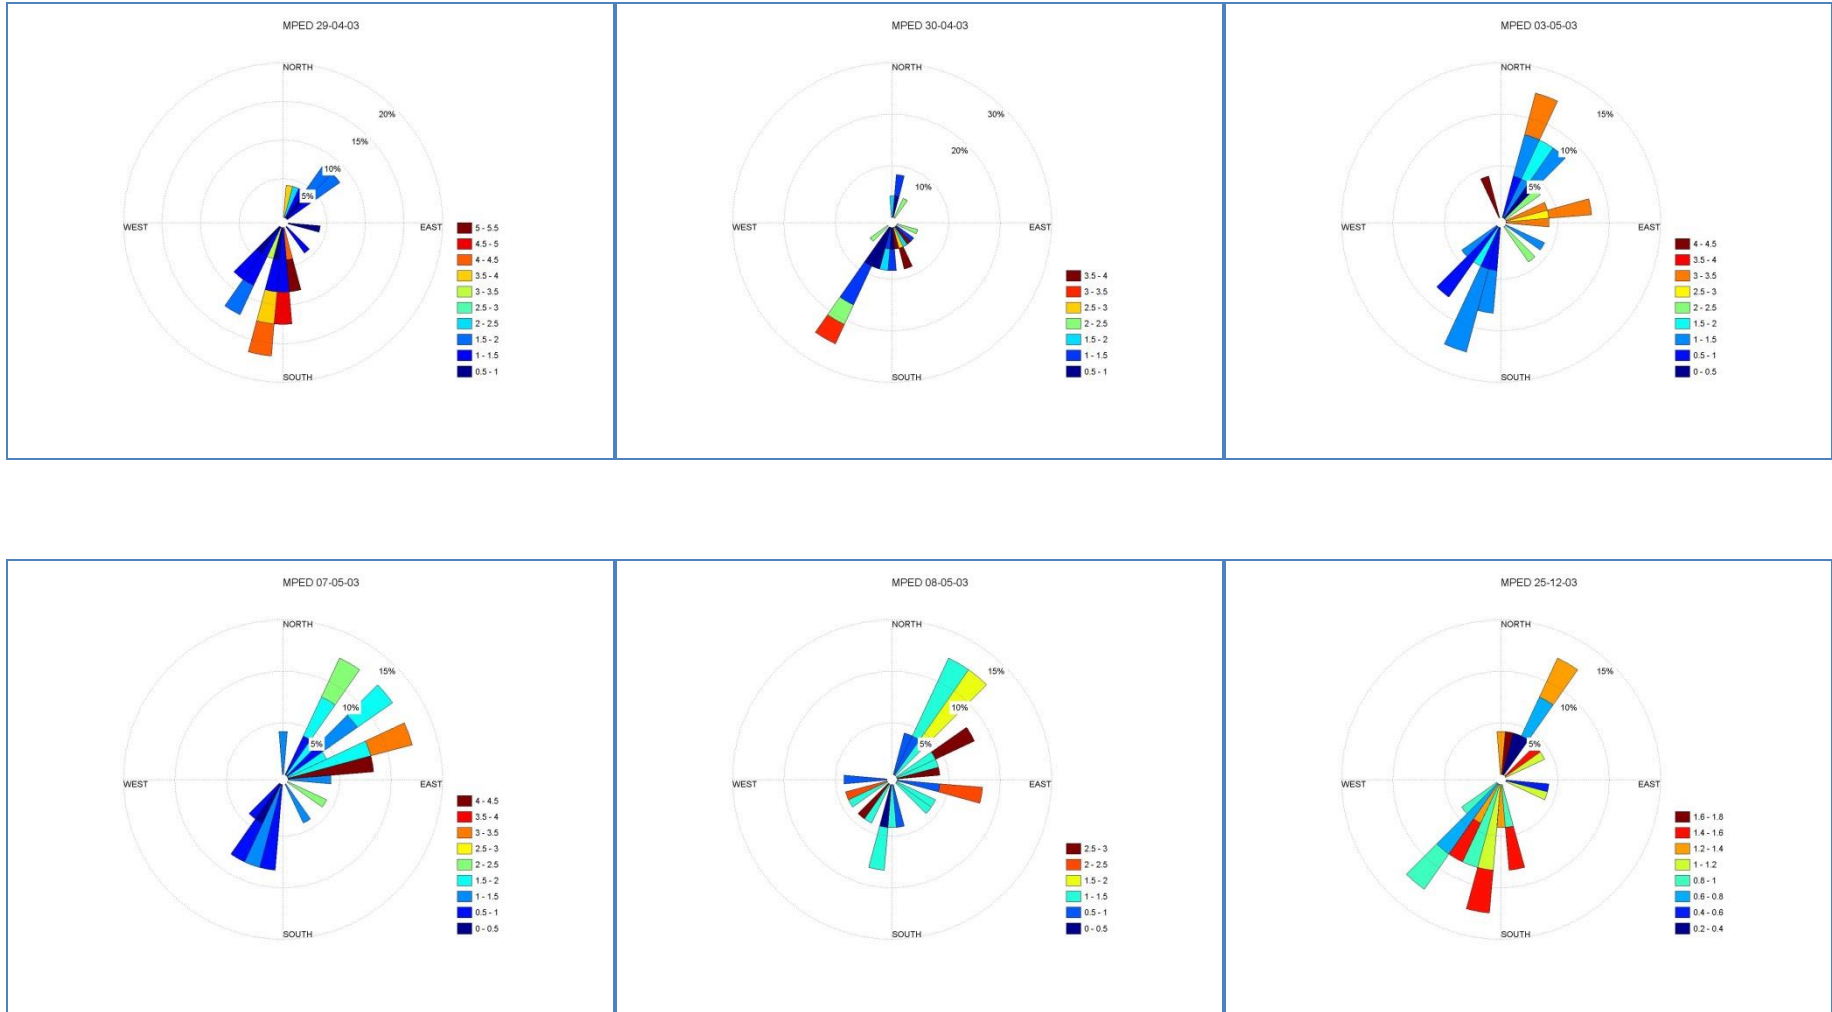 MPED 29-04-03
NORTH
20%
15%
10%
5%
WEST
EAST
SOUTH
5 - 5.5
4.5 - 5
4 - 4.5
3.5 - 4
3 - 3.5
2.5 - 3
2 - 2.5
1.5 - 2
1 - 1.5
0.5 - 1
MPED 30-04-03
NORTH
30%
20%
10%
WEST
EAST
SOUTH
3.5 - 4
3 - 3.5
2.5 - 3
2 - 2.5
1.5 - 2
1 - 1.5
0.5 - 1
MPED 03-05-03
NORTH
15%
10%
5%
WEST
EAST
SOUTH
4 - 4.5
3.5 - 4
3 - 3.5
2.5 - 3
2 - 2.5
1.5 - 2
1 - 1.5
0.5 - 1
0 - 0.5
MPED 07-05-03
NORTH
15%
10%
5%
WEST
EAST
SOUTH
4 - 4.5
3.5 - 4
3 - 3.5
2.5 - 3
2 - 2.5
1.5 - 2
1 - 1.5
0.5 - 1
0 - 0.5
MPED 08-05-03
NORTH
15%
10%
5%
WEST
EAST
SOUTH
2.5 - 3
2 - 2.5
1.5 - 2
1 - 1.5
0.5 - 1
0 - 0.5
MPED 25-12-03
NORTH
15%
10%
5%
WEST
EAST
SOUTH
1.6 - 1.8
1.4 - 1.6
1.2 - 1.4
1 - 1.2
0.8 - 1
0.6 - 0.8
0.4 - 0.6
0.2 - 0.4